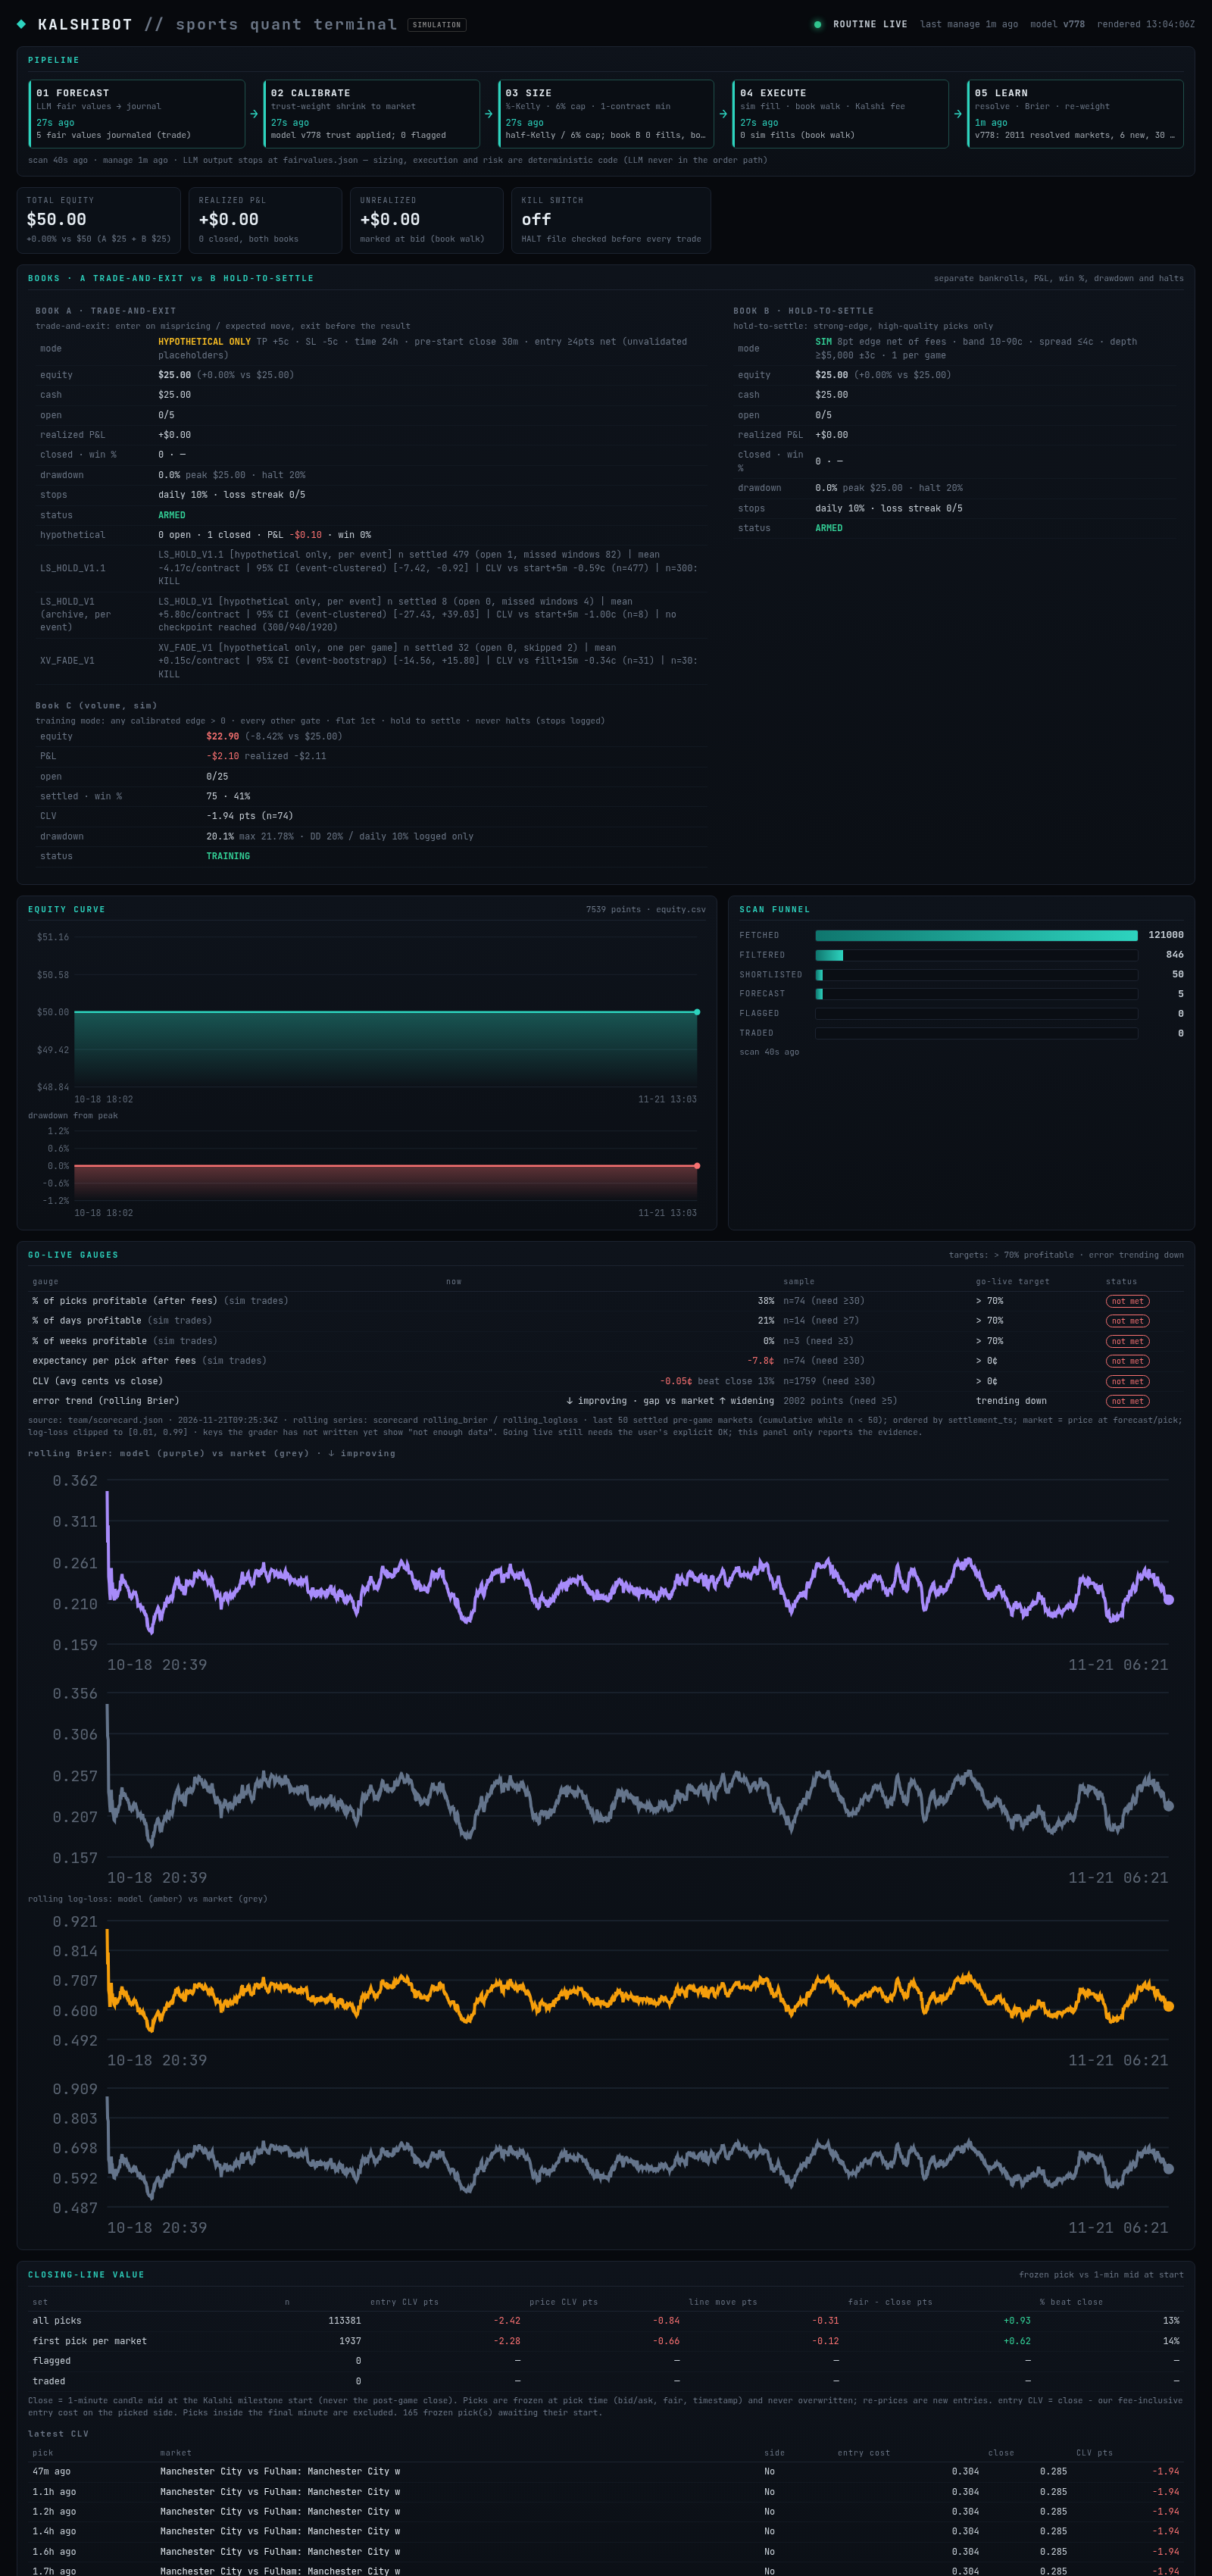 ◆ KALSHIBOT // sports quant terminal SIMULATION
ROUTINE LIVE last manage 1m ago model v778 rendered 13:04:06Z
PIPELINE
01 FORECAST
LLM fair values → journal
27s ago
5 fair values journaled (trade)
→
02 CALIBRATE
trust-weight shrink to market
27s ago
model v778 trust applied; 0 flagged
→
03 SIZE
½-Kelly · 6% cap · 1-contract min
27s ago
half-Kelly / 6% cap; book B 0 fills, bo…
→
04 EXECUTE
sim fill · book walk · Kalshi fee
27s ago
0 sim fills (book walk)
→
05 LEARN
resolve · Brier · re-weight
1m ago
v778: 2011 resolved markets, 6 new, 30 …
scan 40s ago · manage 1m ago · LLM output stops at fairvalues.json — sizing, execution and risk are deterministic code (LLM never in the order path)
TOTAL EQUITY
$50.00
+0.00% vs $50 (A $25 + B $25)
REALIZED P&L
+$0.00
0 closed, both books
UNREALIZED
+$0.00
marked at bid (book walk)
KILL SWITCH
off
HALT file checked before every trade
BOOKS · A TRADE-AND-EXIT vs B HOLD-TO-SETTLE
separate bankrolls, P&L, win %, drawdown and halts
BOOK A · TRADE-AND-EXIT
trade-and-exit: enter on mispricing / expected move, exit before the result
mode HYPOTHETICAL ONLY TP +5c · SL -5c · time 24h · pre-start close 30m · entry ≥4pts net (unvalidated
placeholders)
equity $25.00 (+0.00% vs $25.00)
cash $25.00
open 0/5
realized P&L +$0.00
closed · win % 0 · —
drawdown 0.0% peak $25.00 · halt 20%
stops daily 10% · loss streak 0/5
status ARMED
hypothetical 0 open · 1 closed · P&L -$0.10 · win 0%
LS_HOLD_V1.1 LS_HOLD_V1.1 [hypothetical only, per event] n settled 479 (open 1, missed windows 82) | mean
-4.17c/contract | 95% CI (event-clustered) [-7.42, -0.92] | CLV vs start+5m -0.59c (n=477) | n=300:
KILL
LS_HOLD_V1 (archive, per event) LS_HOLD_V1 [hypothetical only, per event] n settled 8 (open 0, missed windows 4) | mean
+5.80c/contract | 95% CI (event-clustered) [-27.43, +39.03] | CLV vs start+5m -1.00c (n=8) | no
checkpoint reached (300/940/1920)
XV_FADE_V1 XV_FADE_V1 [hypothetical only, one per game] n settled 32 (open 0, skipped 2) | mean
+0.15c/contract | 95% CI (event-bootstrap) [-14.56, +15.80] | CLV vs fill+15m -0.34c (n=31) | n=30:
KILL
BOOK B · HOLD-TO-SETTLE
hold-to-settle: strong-edge, high-quality picks only
mode SIM 8pt edge net of fees · band 10-90c · spread ≤4c · depth
≥$5,000 ±3c · 1 per game
equity $25.00 (+0.00% vs $25.00)
cash $25.00
open 0/5
realized P&L +$0.00
closed · win % 0 · —
drawdown 0.0% peak $25.00 · halt 20%
stops daily 10% · loss streak 0/5
status ARMED
Book C (volume, sim)
training mode: any calibrated edge > 0 · every other gate · flat 1ct · hold to settle · never halts (stops logged)
equity $22.90 (-8.42% vs $25.00)
P&L -$2.10 realized -$2.11
open 0/25
settled · win % 75 · 41%
CLV -1.94 pts (n=74)
drawdown 20.1% max 21.78% · DD 20% / daily 10% logged only
status TRAINING
EQUITY CURVE
7539 points · equity.csv
$51.16
$50.58
$50.00
$49.42
$48.84
10-18 18:02 11-21 13:03
drawdown from peak
1.2%
0.6%
0.0%
-0.6%
-1.2%
10-18 18:02 11-21 13:03
SCAN FUNNEL
FETCHED 121000
FILTERED 846
SHORTLISTED 50
FORECAST 5
FLAGGED 0
TRADED 0
scan 40s ago
GO-LIVE GAUGES
targets: > 70% profitable · error trending down
gauge now sample go-live target status
% of picks profitable (after fees) (sim trades) 38% n=74 (need ≥30) > 70% not met
% of days profitable (sim trades) 21% n=14 (need ≥7) > 70% not met
% of weeks profitable (sim trades) 0% n=3 (need ≥3) > 70% not met
expectancy per pick after fees (sim trades) -7.8¢ n=74 (need ≥30) > 0¢ not met
CLV (avg cents vs close) -0.05¢ beat close 13% n=1759 (need ≥30) > 0¢ not met
error trend (rolling Brier) ↓ improving · gap vs market ↑ widening 2002 points (need ≥5) trending down not met
source: team/scorecard.json · 2026-11-21T09:25:34Z · rolling series: scorecard rolling_brier / rolling_logloss · last 50 settled pre-game markets (cumulative while n < 50); ordered by settlement_ts; market = price at forecast/pick;
log-loss clipped to [0.01, 0.99] · keys the grader has not written yet show "not enough data". Going live still needs the user's explicit OK; this panel only reports the evidence.
rolling Brier: model (purple) vs market (grey) · ↓ improving
0.362
0.311
0.261
0.210
0.159
10-18 20:39 11-21 06:21
0.356
0.306
0.257
0.207
0.157
10-18 20:39 11-21 06:21
rolling log-loss: model (amber) vs market (grey)
0.921
0.814
0.707
0.600
0.492
10-18 20:39 11-21 06:21
0.909
0.803
0.698
0.592
0.487
10-18 20:39 11-21 06:21
CLOSING-LINE VALUE
frozen pick vs 1-min mid at start
set n entry CLV pts price CLV pts line move pts fair - close pts % beat close
all picks 113381 -2.42 -0.84 -0.31 +0.93 13%
first pick per market 1937 -2.28 -0.66 -0.12 +0.62 14%
flagged 0 — — — — —
traded 0 — — — — —
Close = 1-minute candle mid at the Kalshi milestone start (never the post-game close). Picks are frozen at pick time (bid/ask, fair, timestamp) and never overwritten; re-prices are new entries. entry CLV = close - our fee-inclusive
entry cost on the picked side. Picks inside the final minute are excluded. 165 frozen pick(s) awaiting their start.
latest CLV
pick market side entry cost close CLV pts
47m ago Manchester City vs Fulham: Manchester City w No 0.304 0.285 -1.94
1.1h ago Manchester City vs Fulham: Manchester City w No 0.304 0.285 -1.94
1.2h ago Manchester City vs Fulham: Manchester City w No 0.304 0.285 -1.94
1.4h ago Manchester City vs Fulham: Manchester City w No 0.304 0.285 -1.94
1.6h ago Manchester City vs Fulham: Manchester City w No 0.304 0.285 -1.94
1.7h ago Manchester City vs Fulham: Manchester City w No 0.304 0.285 -1.94